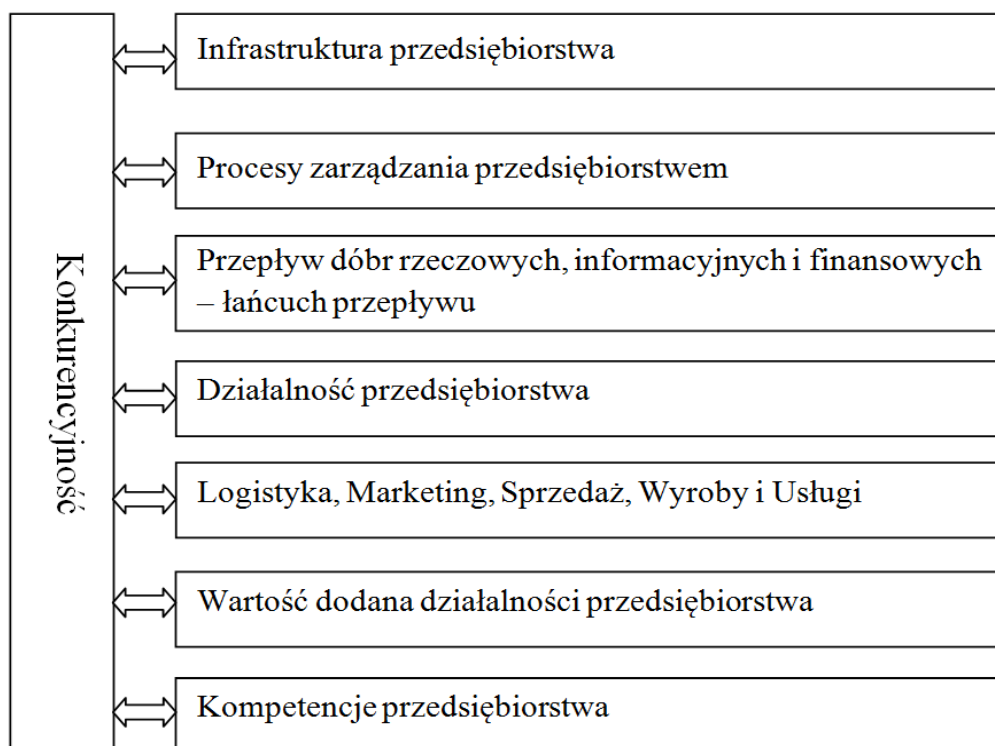 Konkurencyjność
Infrastruktura przedsiębiorstwa
Procesy zarządzania przedsiębiorstwem
Przepływ dóbr rzeczowych, informacyjnych i finansowych
– łańcuch przepływu
Działalność przedsiębiorstwa
Logistyka, Marketing, Sprzedaż, Wyroby i Usługi
Wartość dodana działalności przedsiębiorstwa
Kompetencje przedsiębiorstwa